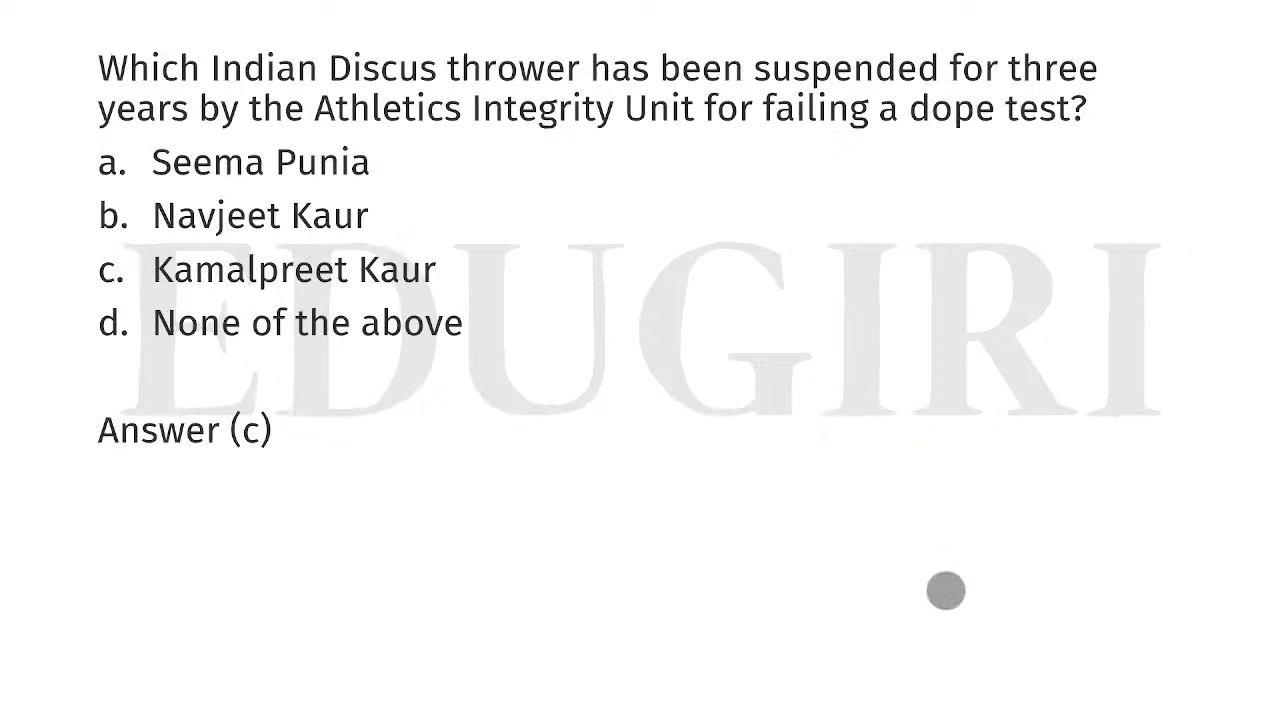 Which Indian Discus thrower has been suspended for three
years by the Athletics Integrity Unit for failing a dope test?
a. Seema Punia
b. Navjeet Kaur
c. Kamalpreet Kaur
d. None of the above
EDUGIRI
Answer (c)